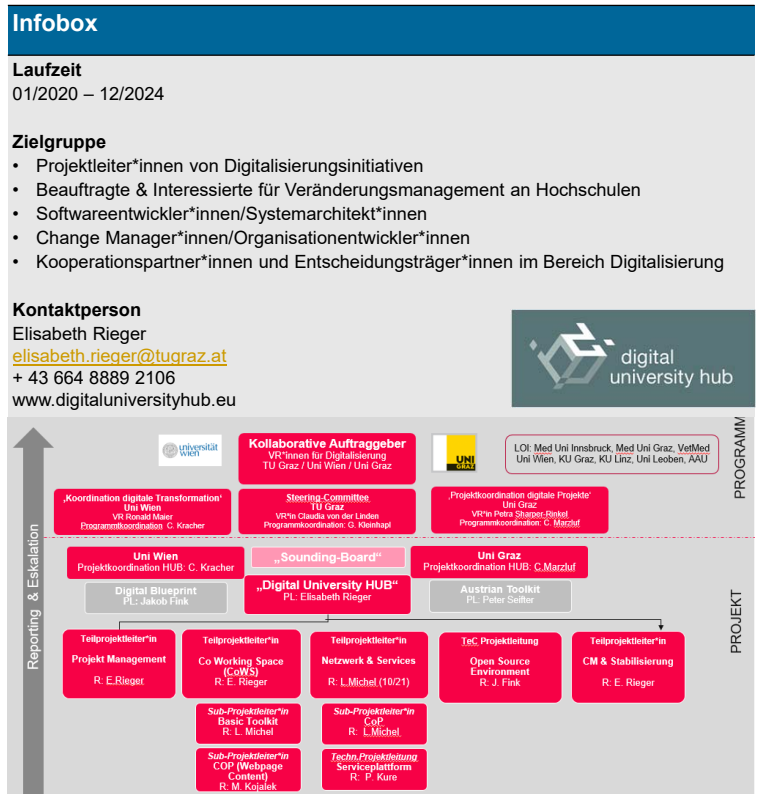 Infobox
Laufzeit
01/2020 – 12/2024
Zielgruppe
• Projektleiter*innen von Digitalisierungsinitiativen
• Beauftragte & Interessierte für Veränderungsmanagement an Hochschulen
• Softwareentwickler*innen/Systemarchitekt*innen
• Change Manager*innen/Organisationentwickler*innen
• Kooperationspartner*innen und Entscheidungsträger*innen im Bereich Digitalisierung
Kontaktperson
Elisabeth Rieger
elisabeth.rieger@tugraz.at
+ 43 664 8889 2106
www.digitaluniversityhub.eu
digital
university hub
Reporting & Eskalation
PROGRAMM
PROJEKT
universität
wien
Kollaborative Auftraggeber
VR*innen für Digitalisierung
TU Graz / Uni Wien / Uni Graz
UNI
GRAZ
LOI: Med Uni Innsbruck, Med Uni Graz, VetMed
Uni Wien, KU Graz, KU Linz, Uni Leoben, AAU
‚Koordination digitale Transformation‘
Uni Wien
VR Ronald Maier
Programmtkoordination C. Kracher
Steering-Committee
TU Graz
VR*in Claudia von der Linden
Programmkoordination: G. Kleinhapl
‚Projektkoordination digitale Projekte‘
Uni Graz
VR*in Petra Sharper-Rinkel
Programmkoordination: C. Marzluf
Uni Wien
Projektkoordination HUB: C. Kracher
„Sounding-Board“
Uni Graz
Projektkoordination HUB: C.Marzluf
Digital Blueprint
PL: Jakob Fink
„Digital University HUB“
PL: Elisabeth Rieger
Austrian Toolkit
PL: Peter Seifter
Teilprojektleiter*in
Projekt Management
R: E.Rieger
Teilprojektleiter*in
Co Working Space
(CoWS)
R: E. Rieger
Teilprojektleiter*in
Netzwerk & Services
R: L.Michel (10/21)
TeC Projektleitung
Open Source
Environment
R: J. Fink
Teilprojektleiter*in
CM & Stabilisierung
R: E. Rieger
Sub-Projektleiter*in
Basic Toolkit
R: L. Michel
Sub-Projektleiter*in
CoP
R: L.Michel
Sub-Projektleiter*in
COP (Webpage
Content)
R: M. Kojalek
Techn.Projektleitung
Serviceplattform
R: P. Kure